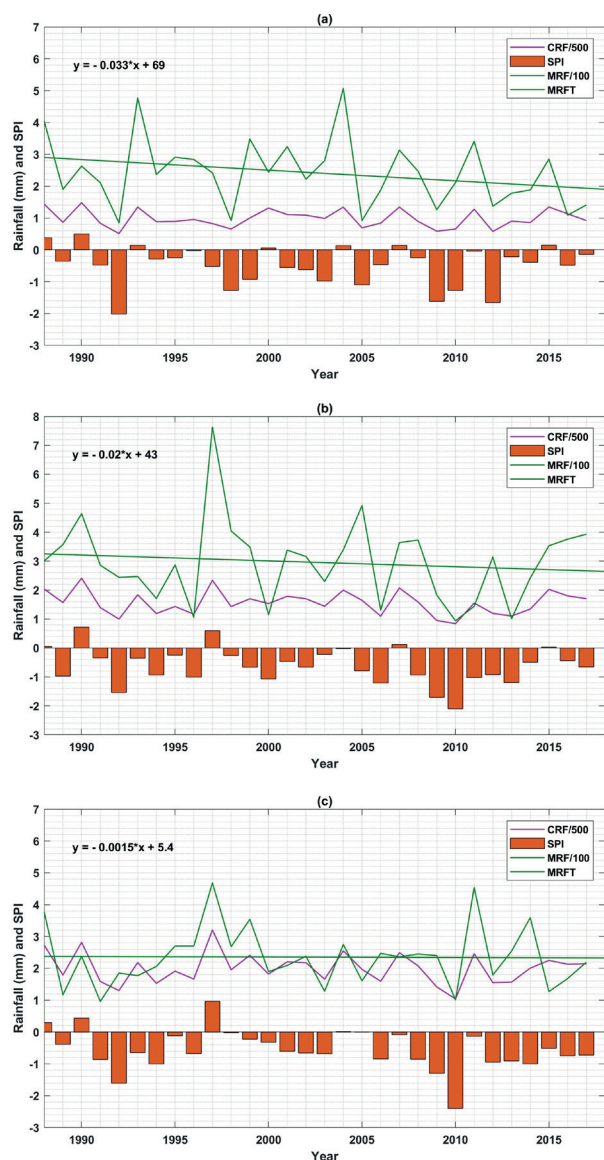 (a)
7
6
5
4
3
2
1
0
-1
-2
-3
Rainfall (mm) and SPI
y = - 0.033*x + 69
CRF/500
SPI
MRF/100
MRFT
1990 1995 2000 2005 2010 2015
Year
(b)
8
7
6
5
4
3
2
1
0
-1
-2
-3
Rainfall (mm) and SPI
y = - 0.02*x + 43
CRF/500
SPI
MRF/100
MRFT
1990 1995 2000 2005 2010 2015
Year
(c)
7
6
5
4
3
2
1
0
-1
-2
-3
Rainfall (mm) and SPI
y = - 0.0015*x + 5.4
CRF/500
SPI
MRF/100
MRFT
1990 1995 2000 2005 2010 2015
Year